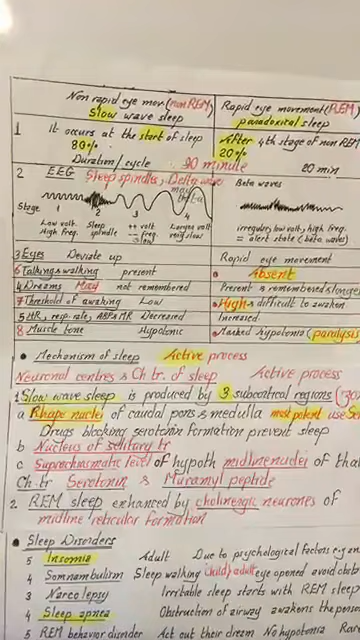 Non rapid eye mov.(non REM) Rapid eye movement (REM)
Slow wave sleep paradoxical sleep
1 it occurs at the start of sleep After 4th stage of non REM
80% 20%
Duration/cycle 90 minute 20 min
2 EEG Sleep spindles, Delta wave Beta waves
Stage 1 2 3 4
Low volt. Sleep ++ volt Larger volt irregular, low volt, high f.
High freq. spindle -- freq. very slow = alert state (beta waves)
3 Eyes Deviate up Rapid eye movement
6 Talking & walking present Absent
4 Dreams May not remembered Present & remembered & longer
7 Threshold of awaking Low High & difficult to awaken
5 HR, resp. rate, ABP & MR Decreased Increased
8 Muscle tone Hypotonic Marked hypotonia (paralysis
• Mechanism of sleep Active process
Neuronal centres & Ch tr. of sleep Active process
1 Slow wave sleep is produced by 3 subcortical regions
a Rhape nuclei of caudal pons & medulla most potent use Se
Drugs blocking serotonin formation prevent sleep
b Nucleus of solitary tr
c Suprachiasmatic level of hypoth midline nuclei of thal
Ch tr Serotonin & Muramyl peptide
2. REM sleep enhanced by cholinergic neurones of
midline reticular formation
• Sleep Disorders
5 Insomia Adult Due to psychological factors e.g
4 Somnambulism Sleep walking child, adult eye opened avoid obsta
3 Narcolepsy Irritable sleep starts with REM sleep
4 Sleep apnea Obstruction of airway awakens the perso
5 REM behavior disorder Act out their dream No hypotonia